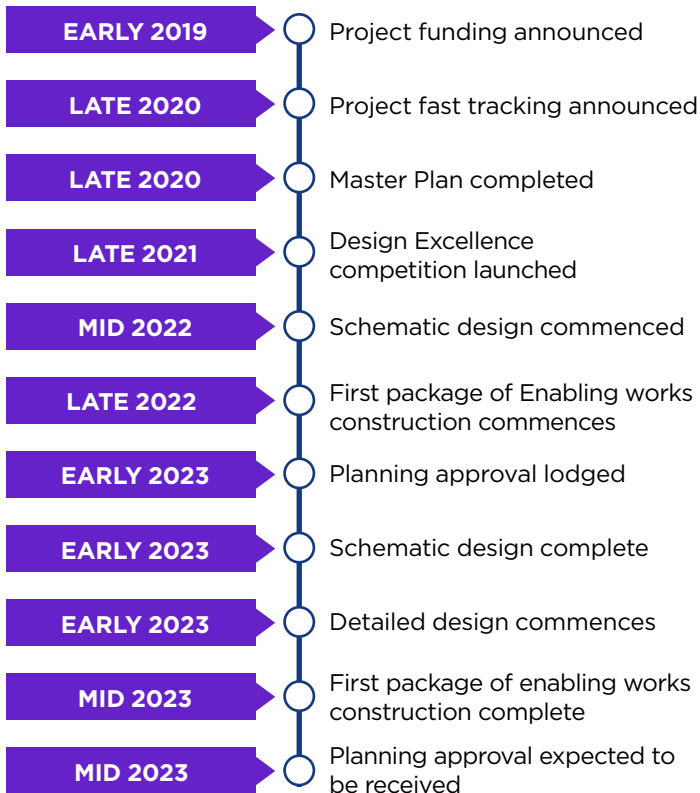 EARLY 2019
Project funding announced
LATE 2020
Project fast tracking announced
LATE 2020
Master Plan completed
LATE 2021
Design Excellence
competition launched
MID 2022
Schematic design commenced
LATE 2022
First package of Enabling works
construction commences
EARLY 2023
Planning approval lodged
EARLY 2023
Schematic design complete
EARLY 2023
Detailed design commences
MID 2023
First package of enabling works
construction complete
MID 2023
Planning approval expected to
be received